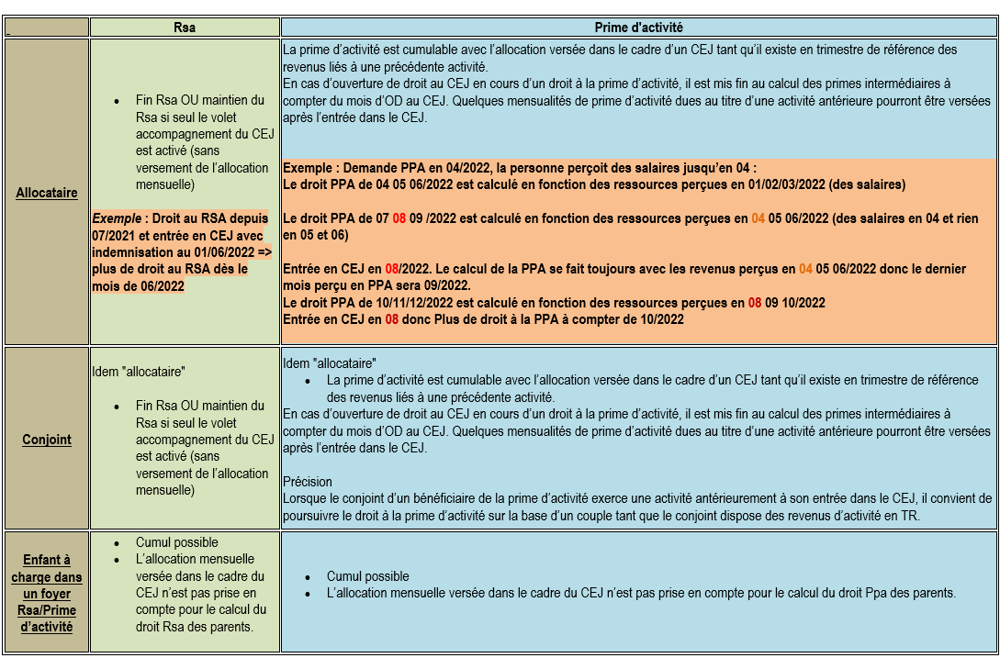 Rsa
Prime d'activité
Allocataire
• Fin Rsa OU maintien du
Rsa si seul le volet
accompagnement du CEJ
est activé (sans
versement de l’allocation
mensuelle)
Exemple : Droit au RSA depuis
07/2021 et entrée en CEJ avec
indemnisation au 01/06/2022 =>
plus de droit au RSA dès le
mois de 06/2022
La prime d’activité est cumulable avec l’allocation versée dans le cadre d’un CEJ tant qu’il existe en trimestre de référence des
revenus liés à une précédente activité.
En cas d’ouverture de droit au CEJ en cours d’un droit à la prime d’activité, il est mis fin au calcul des primes intermédiaires à
compter du mois d’OD au CEJ. Quelques mensualités de prime d’activité dues au titre d’une activité antérieure pourront être versées
après l’entrée dans le CEJ.
Exemple : Demande PPA en 04/2022, la personne perçoit des salaires jusqu’en 04 :
Le droit PPA de 04 05 06/2022 est calculé en fonction des ressources perçues en 01/02/03/2022 (des salaires)
Le droit PPA de 07 08 09 /2022 est calculé en fonction des ressources perçues en 04 05 06/2022 (des salaires en 04 et rien
en 05 et 06)
Entrée en CEJ en 08/2022. Le calcul de la PPA se fait toujours avec les revenus perçus en 04 05 06/2022 donc le dernier
mois perçu en PPA sera 09/2022.
Le droit PPA de 10/11/12/2022 est calculé en fonction des ressources perçues en 08 09 10/2022
Entrée en CEJ en 08 donc Plus de droit à la PPA à compter de 10/2022
Conjoint
Idem "allocataire"
• Fin Rsa OU maintien du
Rsa si seul le volet
accompagnement du CEJ
est activé (sans
versement de l’allocation
mensuelle)
Idem "allocataire"
• La prime d’activité est cumulable avec l’allocation versée dans le cadre d’un CEJ tant qu’il existe en trimestre de référence
des revenus liés à une précédente activité.
En cas d’ouverture de droit au CEJ en cours d’un droit à la prime d’activité, il est mis fin au calcul des primes intermédiaires à
compter du mois d’OD au CEJ. Quelques mensualités de prime d’activité dues au titre d’une activité antérieure pourront être versées
après l’entrée dans le CEJ.
Précision
Lorsque le conjoint d’un bénéficiaire de la prime d’activité exerce une activité antérieurement à son entrée dans le CEJ, il convient de
poursuivre le droit à la prime d’activité sur la base d’un couple tant que le conjoint dispose des revenus d’activité en TR.
Enfant à
charge dans
un foyer
Rsa/Prime
d’activité
• Cumul possible
• L’allocation mensuelle
versée dans le cadre du
CEJ n’est pas prise en
compte pour le calcul du
droit Rsa des parents.
• Cumul possible
• L’allocation mensuelle versée dans le cadre du CEJ n’est pas prise en compte pour le calcul du droit Ppa des parents.